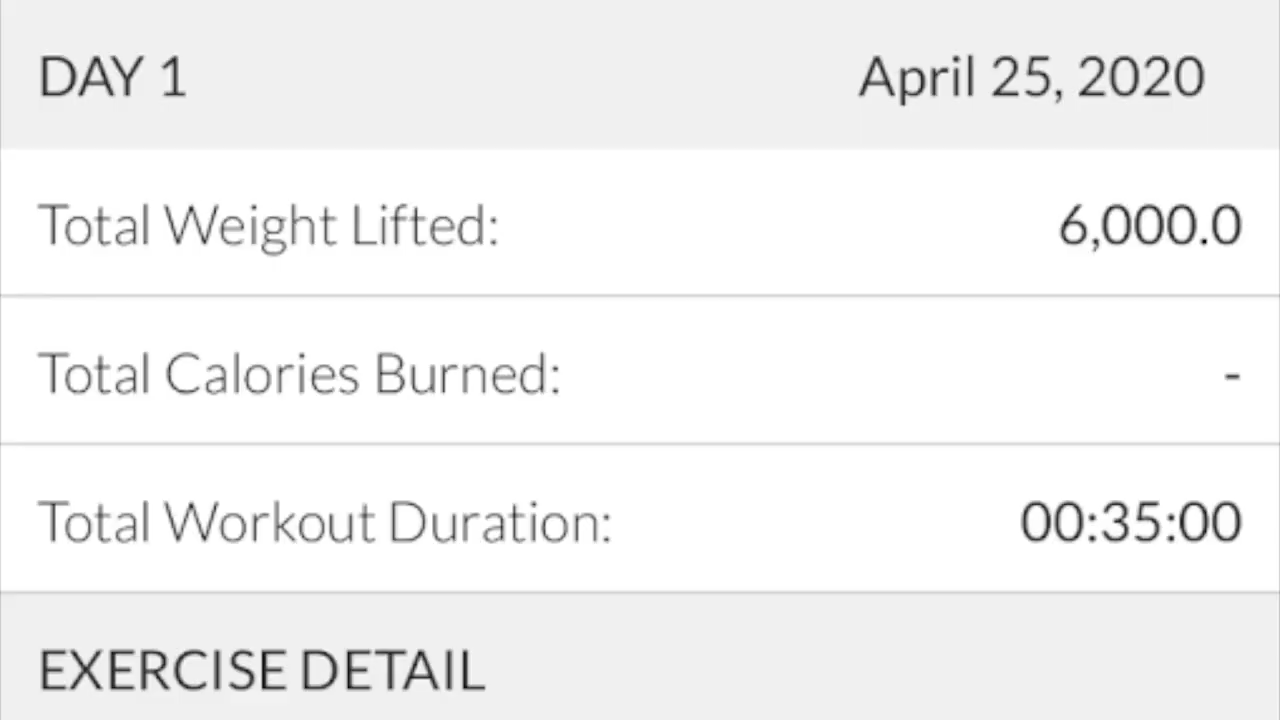 DAY 1 April 25, 2020
Total Weight Lifted: 6,000.0
Total Calories Burned: -
Total Workout Duration: 00:35:00
EXERCISE DETAIL